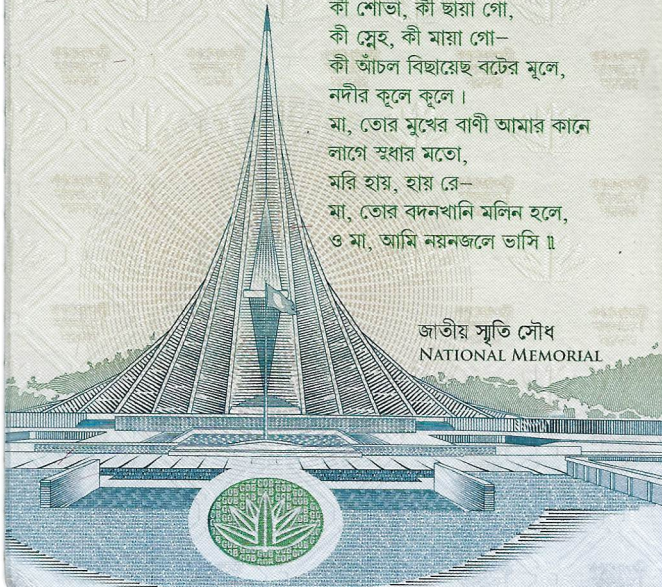 কী শোভা, কী ছায়া গো,
কী স্নেহ, কী মায়া গো–
কী আঁচল বিছায়েছ বটের মূলে,
নদীর কূলে কূলে।
মা, তোর মুখের বাণী আমার কানে
লাগে সুধার মতো,
মরি হায়, হায় রে–
মা, তোর বদনখানি মলিন হলে,
ও মা, আমি নয়নজলে ভাসি ॥
জাতীয় স্মৃতি সৌধ
NATIONAL MEMORIAL